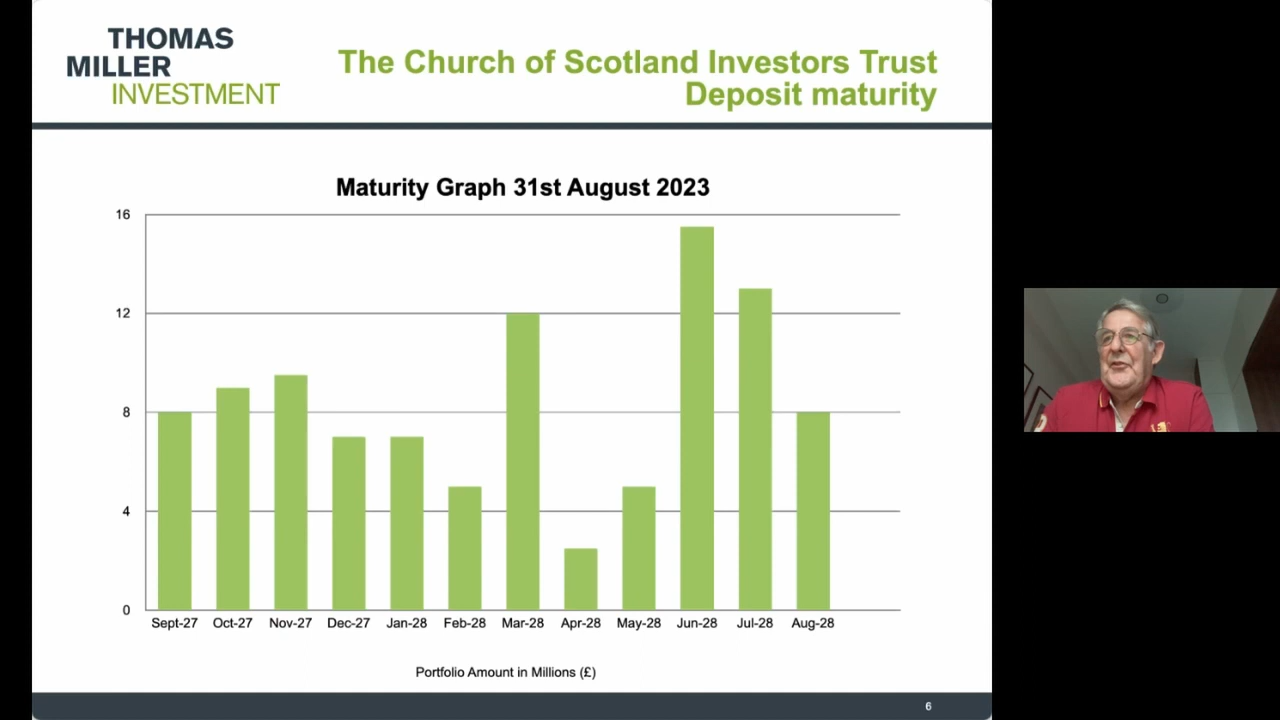 THOMAS
MILLER
INVESTMENT
The Church of Scotland Investors Trust
Deposit maturity
Maturity Graph 31st August 2023
16
12
8
4
0
Sept-27 Oct-27 Nov-27 Dec-27 Jan-28 Feb-28 Mar-28 Apr-28 May-28 Jun-28 Jul-28 Aug-28
Portfolio Amount in Millions (£)
6